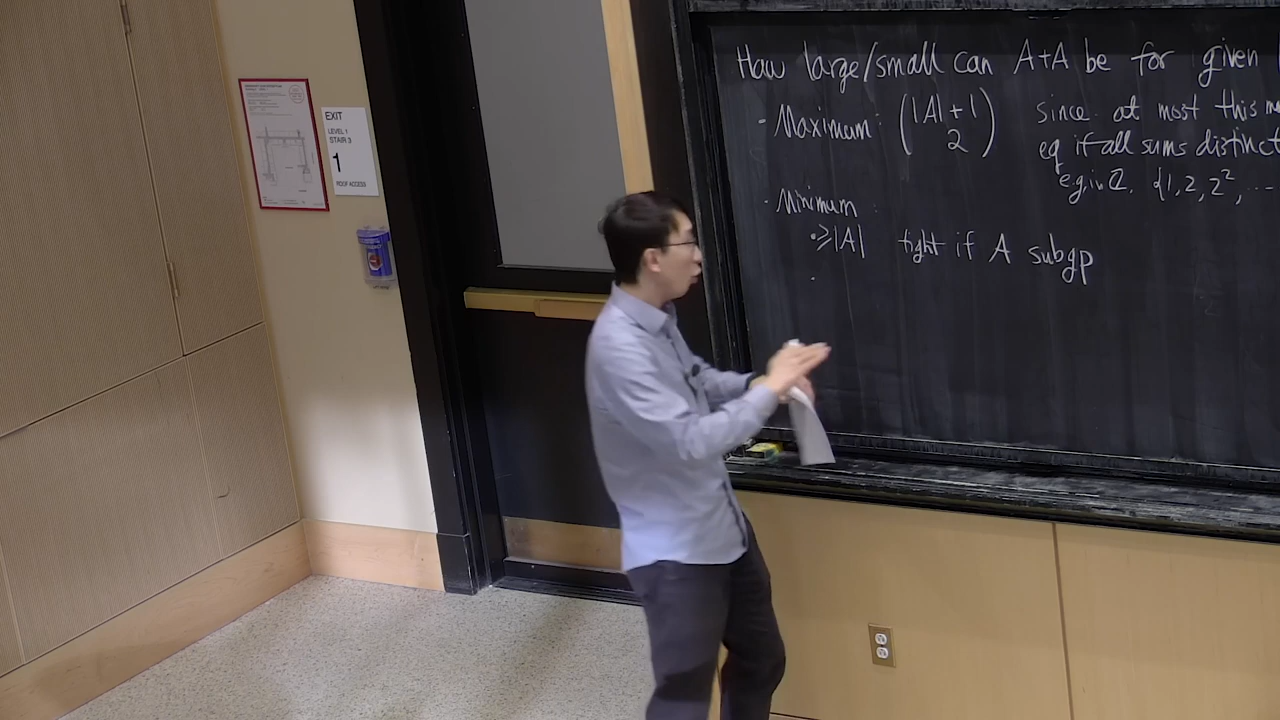 EXIT
LEVEL 1
STAIR 3
1
ROOF ACCESS
How large/small can A+A be for given
· Maximum: (|A|+1
2) since at most this m
eq if all sums distinct
e.g. in ℤ, {1,2,2²,...
· Minimum
· ≥|A| tight if A subgp
·